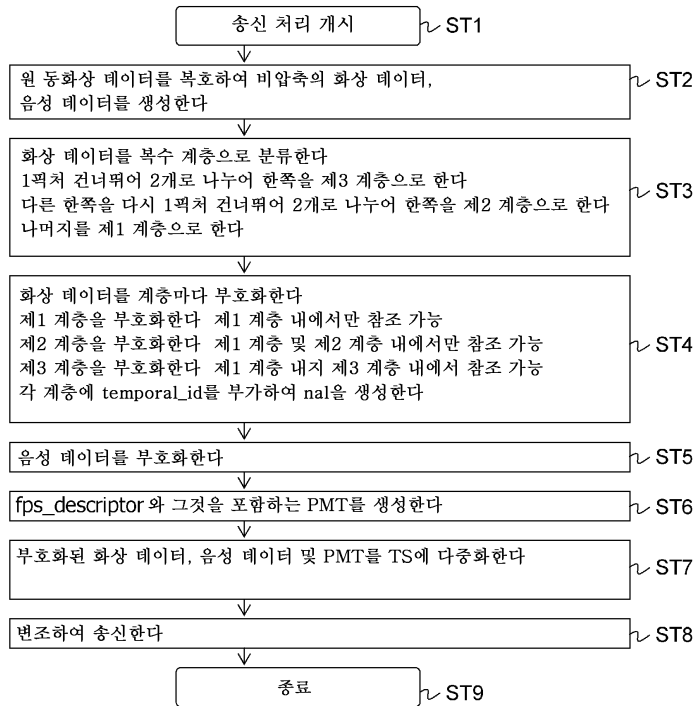 송신 처리 개시 ST1
원 동화상 데이터를 복호하여 비압축의 화상 데이터, ST2
음성 데이터를 생성한다
화상 데이터를 복수 계층으로 분류한다
1픽처 건너뛰어 2개로 나누어 한쪽을 제3 계층으로 한다 ST3
다른 한쪽을 다시 1픽처 건너뛰어 2개로 나누어 한쪽을 제2 계층으로 한다
나머지를 제1 계층으로 한다
화상 데이터를 계층마다 부호화한다
제1 계층을 부호화한다 제1 계층 내에서만 참조 가능
제2 계층을 부호화한다 제1 계층 및 제2 계층 내에서만 참조 가능 ST4
제3 계층을 부호화한다 제1 계층 내지 제3 계층 내에서 참조 가능
각 계층에 temporal_id를 부가하여 nal을 생성한다
음성 데이터를 부호화한다 ST5
fps_descriptor와 그것을 포함하는 PMT를 생성한다 ST6
부호화된 화상 데이터, 음성 데이터 및 PMT를 TS에 다중화한다 ST7
변조하여 송신한다 ST8
종료 ST9